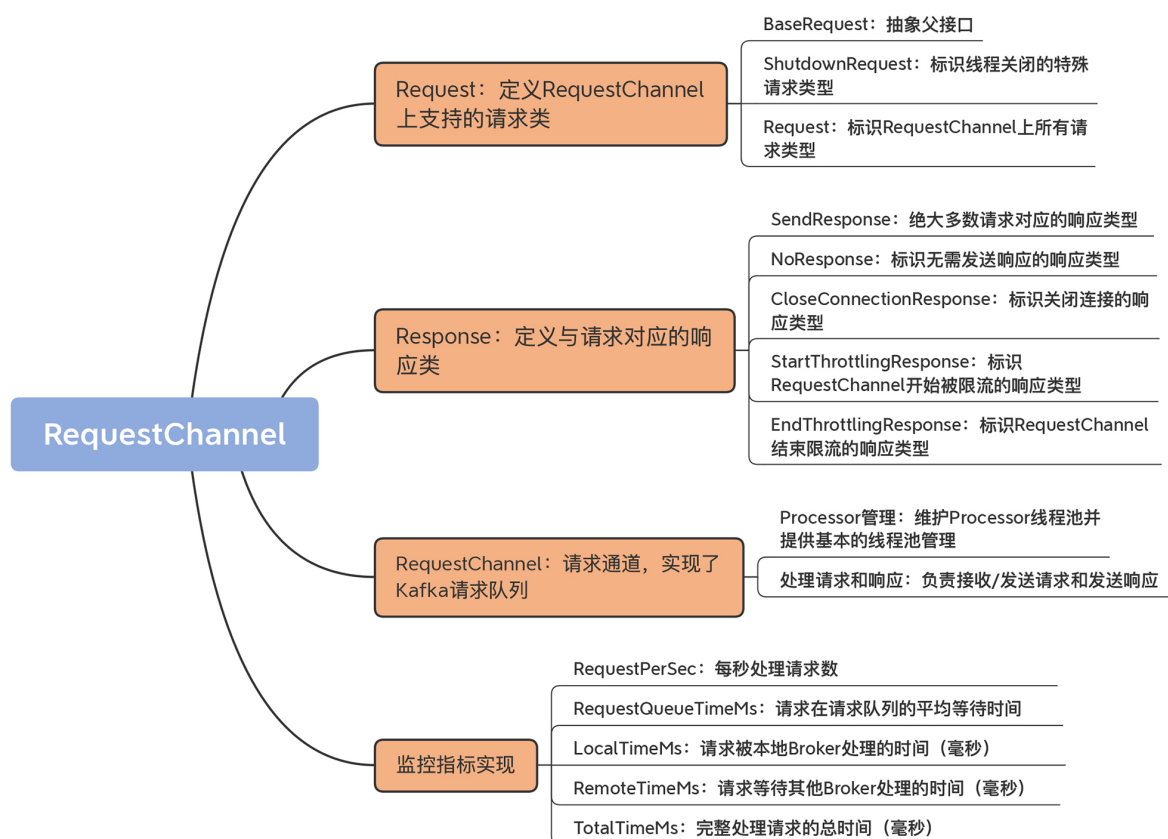 RequestChannel
Request：定义RequestChannel
上支持的请求类
BaseRequest：抽象父接口
ShutdownRequest：标识线程关闭的特殊
请求类型
Request：标识RequestChannel上所有请
求类型
Response：定义与请求对应的响
应类
SendResponse：绝大多数请求对应的响应类型
NoResponse：标识无需发送响应的响应类型
CloseConnectionResponse：标识关闭连接的响
应类型
StartThrottlingResponse：标识
RequestChannel开始被限流的响应类型
EndThrottlingResponse：标识RequestChannel
结束限流的响应类型
RequestChannel：请求通道，实现了
Kafka请求队列
Processor管理：维护Processor线程池并
提供基本的线程池管理
处理请求和响应：负责接收/发送请求和发送响应
监控指标实现
RequestPerSec：每秒处理请求数
RequestQueueTimeMs：请求在请求队列的平均等待时间
LocalTimeMs：请求被本地Broker处理的时间（毫秒）
RemoteTimeMs：请求等待其他Broker处理的时间（毫秒）
TotalTimeMs：完整处理请求的总时间（毫秒）